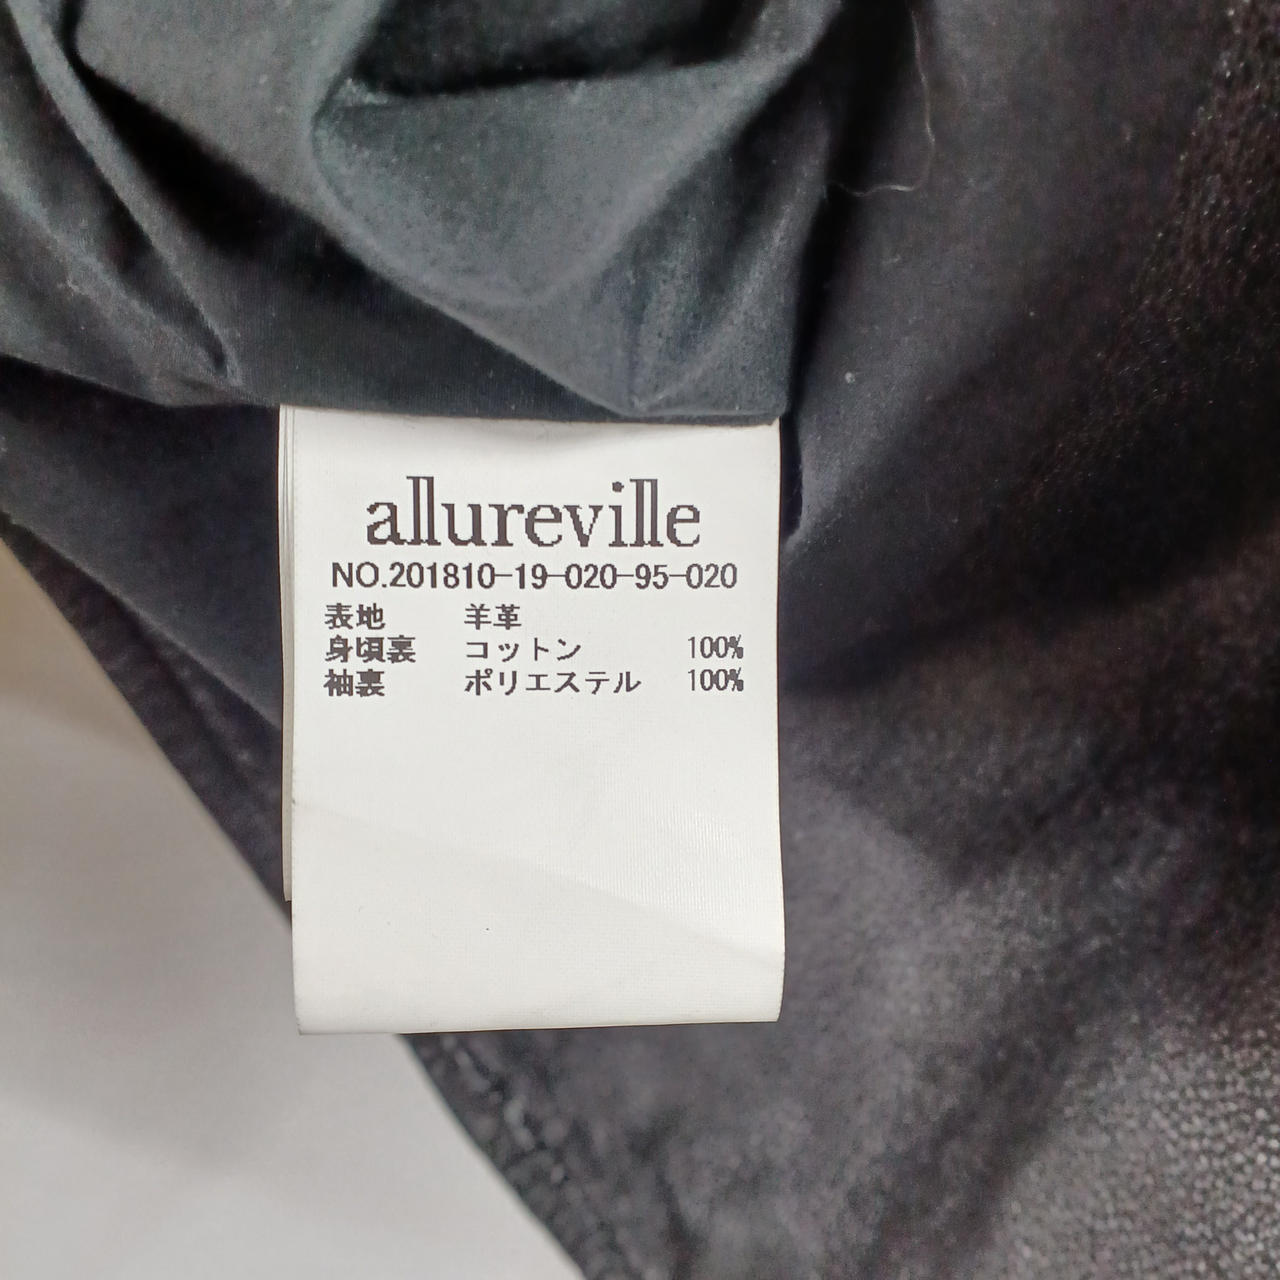 allureville
NO.201810-19-020-95-020
表地 羊革
身頃裏 コットン 100%
袖裏 ポリエステル 100%